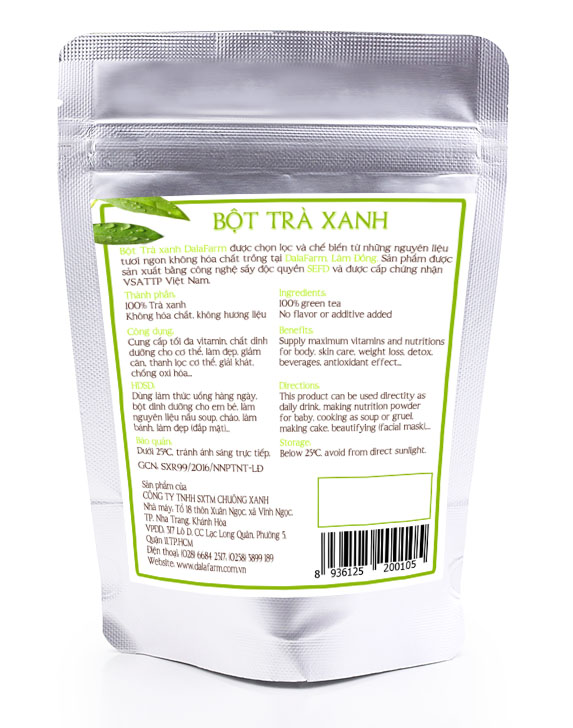 BỘT TRÀ XANH
Bột Trà xanh DalaFarm được chọn lọc và chế biến từ những nguyên liệu
tươi ngon không hóa chất trồng tại DalaFarm, Lâm Đồng. Sản phẩm được
sản xuất bằng công nghệ sấy độc quyền SEFD và được cấp chứng nhận
VSATTP Việt Nam.
Thành phần.
100% Trà xanh
Không hóa chất, không hương liệu
Công dụng.
Cung cấp tối đa vitamin, chất dinh
dưỡng cho cơ thể, làm đẹp, giảm
cân, thanh lọc cơ thể, giải khát,
chống oxi hóa...
HDSD.
Dùng làm thức uống hàng ngày,
bột dinh dưỡng cho em bé, làm
nguyên liệu nấu soup, cháo, làm
bánh, làm đẹp (đắp mặt)...
Bảo quản.
Dưới 25ºC, tránh ánh sáng trực tiếp.
GCN: SXR99/2016/NNPTNT-LĐ
Ingredients.
100% green tea
No flavor or additive added
Benefits.
Supply maximum vitamins and nutritions
for body, skin care, weight loss, detox,
beverages, antioxidant effect...
Directions.
This product can be used directity as
daily drink, making nutrition powder
for baby, cooking as soup or gruel,
making cake, beautifying (facial mask)...
Storage.
Below 25ºC, avoid from direct sunlight.
Sản phẩm của
CÔNG TY TNHH SXTM CHUÔNG XANH
Nhà máy, Tổ 18 thôn Xuân Ngọc, xã Vĩnh Ngọc,
TP. Nha Trang, Khánh Hòa
VPDD. 317 Lô D, CC Lạc Long Quân, Phường 5.
Quận 11.TP.HCM
Điện thoại. (028) 6684 2517, (0258) 3899 189
Website: www.dalafarm.com.vn
8 936125 200105